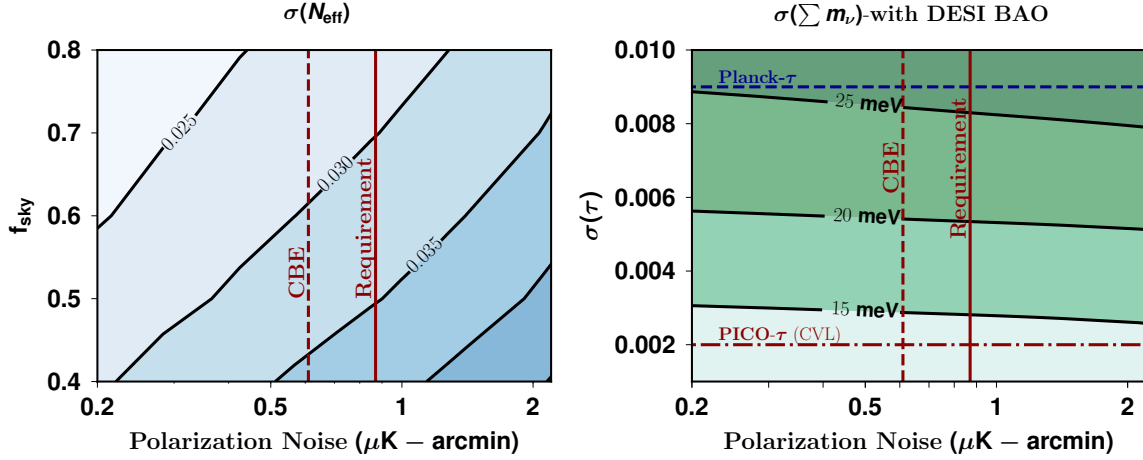 σ(N_eff)
0.8
0.7
0.6
0.5
0.4
f_sky
0.025
0.030
0.035
CBE
Requirement
0.2
0.5
1
2
Polarization Noise (μK − arcmin)
σ(∑ m_ν)-with DESI BAO
0.010
0.008
0.006
0.004
0.002
σ(τ)
Planck-τ
25 meV
20 meV
15 meV
CBE
Requirement
PICO-τ (CVL)
0.2
0.5
1
2
Polarization Noise (μK − arcmin)